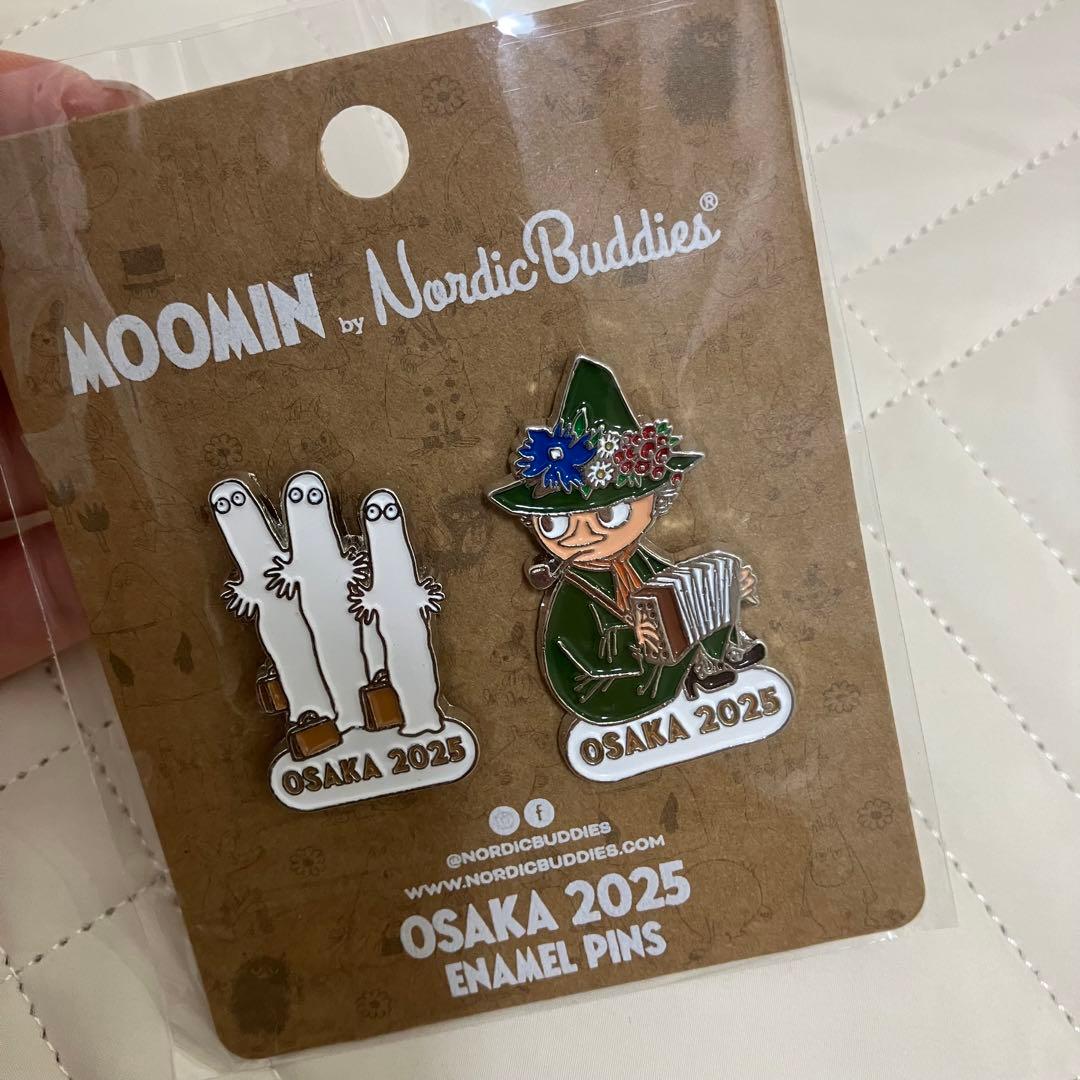 MOOMIN by NordicBuddies®
OSAKA 2025
OSAKA 2025
@NORDICBUDDIES
WWW.NORDICBUDDIES.COM
OSAKA 2025
ENAMEL PINS